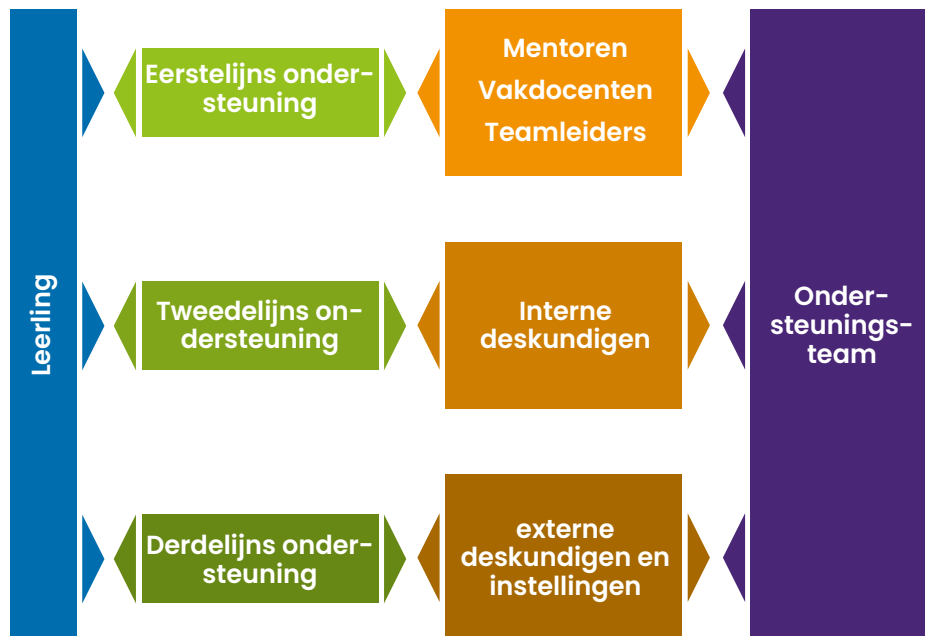 Leerling
Eerstelijns onder-
steuning
Mentoren
Vakdocenten
Teamleiders
Tweedelijns on-
dersteuning
Interne
deskundigen
Derdelijns onder-
steuning
externe
deskundigen en
instellingen
Onder-
steunings-
team